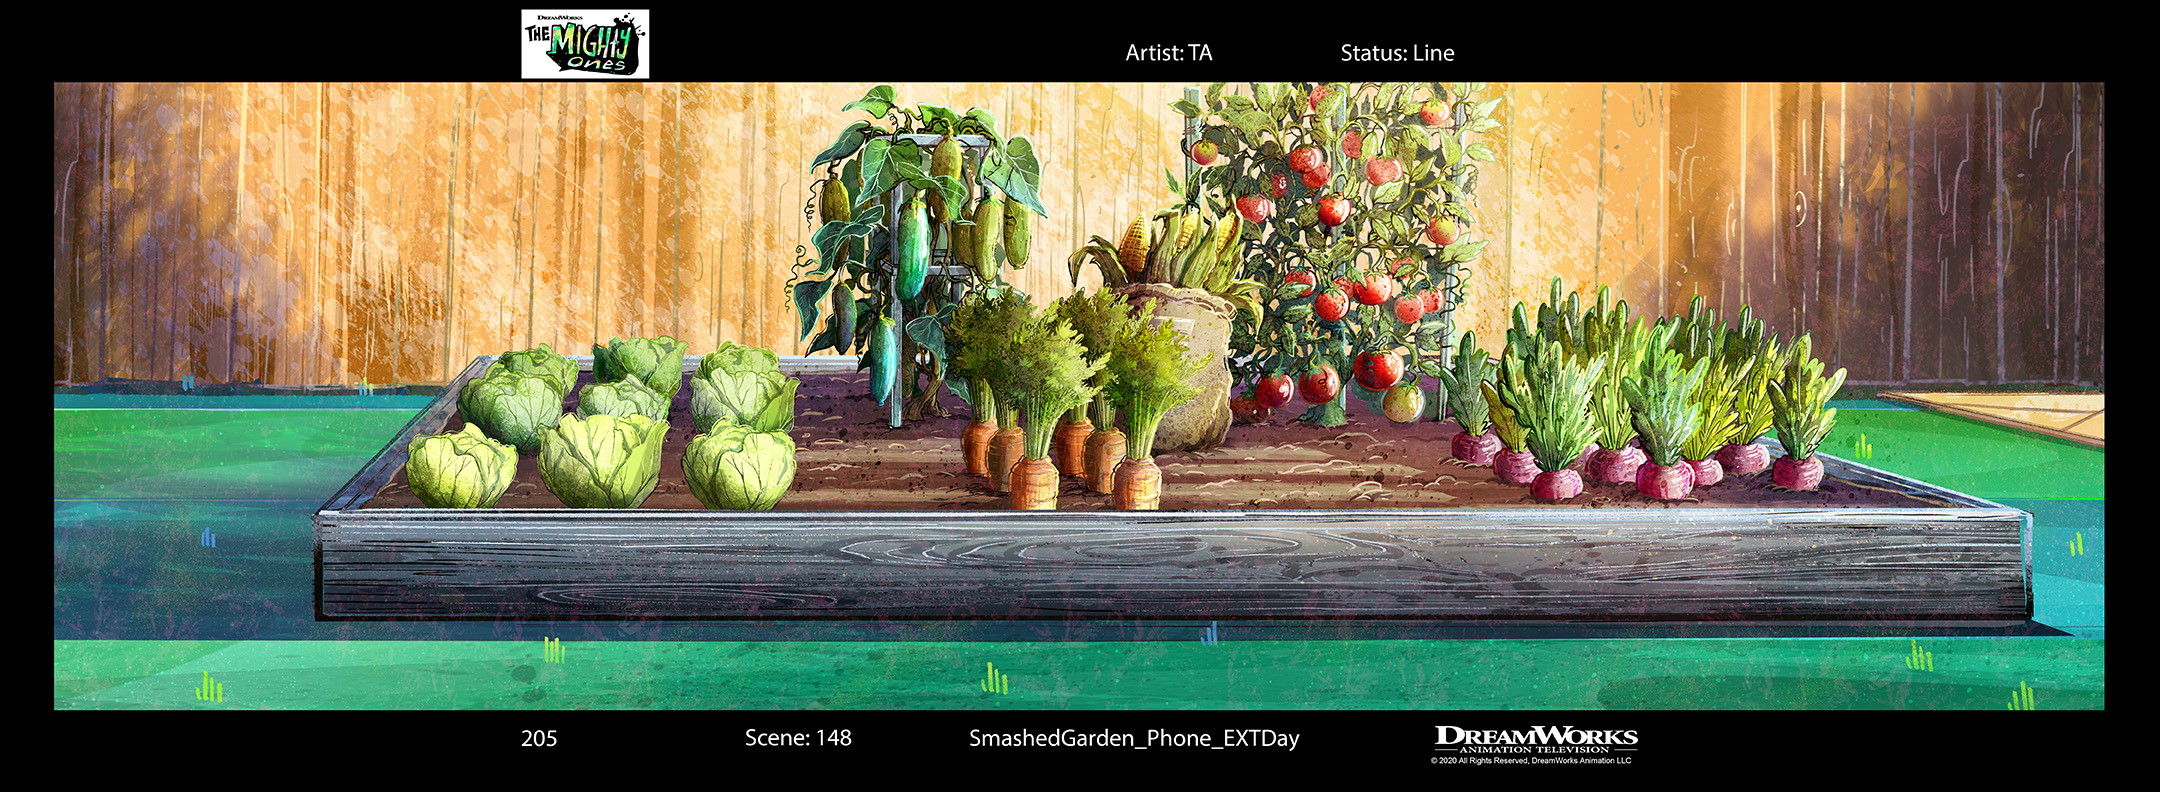 DREAMWORKS
THE MIGHTY
ones
Artist: TA
Status: Line
205
Scene: 148
SmashedGarden_Phone_EXTDay
DREAMWORKS
ANIMATION TELEVISION
© 2020 All Rights Reserved, DreamWorks Animation LLC